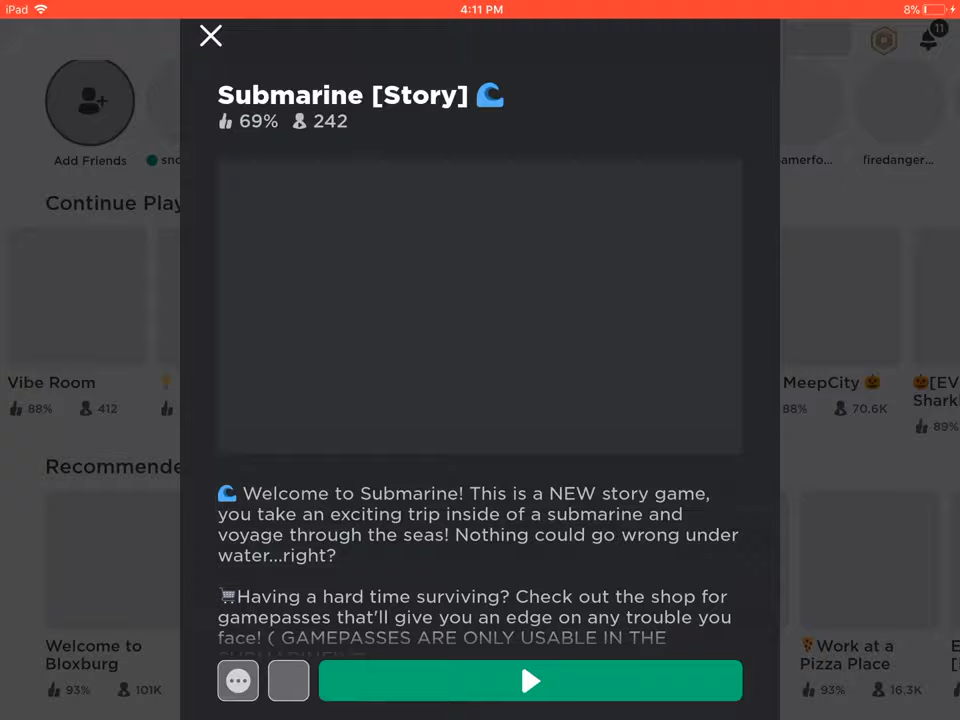 iPad 4:11 PM 8%
11
Submarine [Story] 🌊
69% 242
Add Friends
amerfo... firedanger...
Continue Play
Vibe Room
88% 412
MeepCity 🎃
88% 70.6K
🎃[EV
Shark
89%
🌊 Welcome to Submarine! This is a NEW story game,
you take an exciting trip inside of a submarine and
voyage through the seas! Nothing could go wrong under
water...right?
🛒Having a hard time surviving? Check out the shop for
gamepasses that'll give you an edge on any trouble you
face! ( GAMEPASSES ARE ONLY USABLE IN THE
Recommende
Welcome to
Bloxburg
93% 101K
🍕Work at a
Pizza Place
93% 16.3K